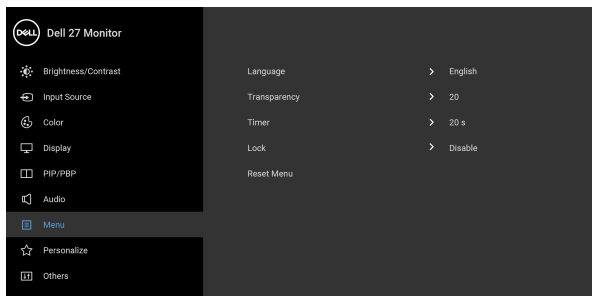 DELL Dell 27 Monitor
Brightness/Contrast
Input Source
Color
Display
PIP/PBP
Audio
Menu
Personalize
Others
Language > English
Transparency > 20
Timer > 20 s
Lock > Disable
Reset Menu